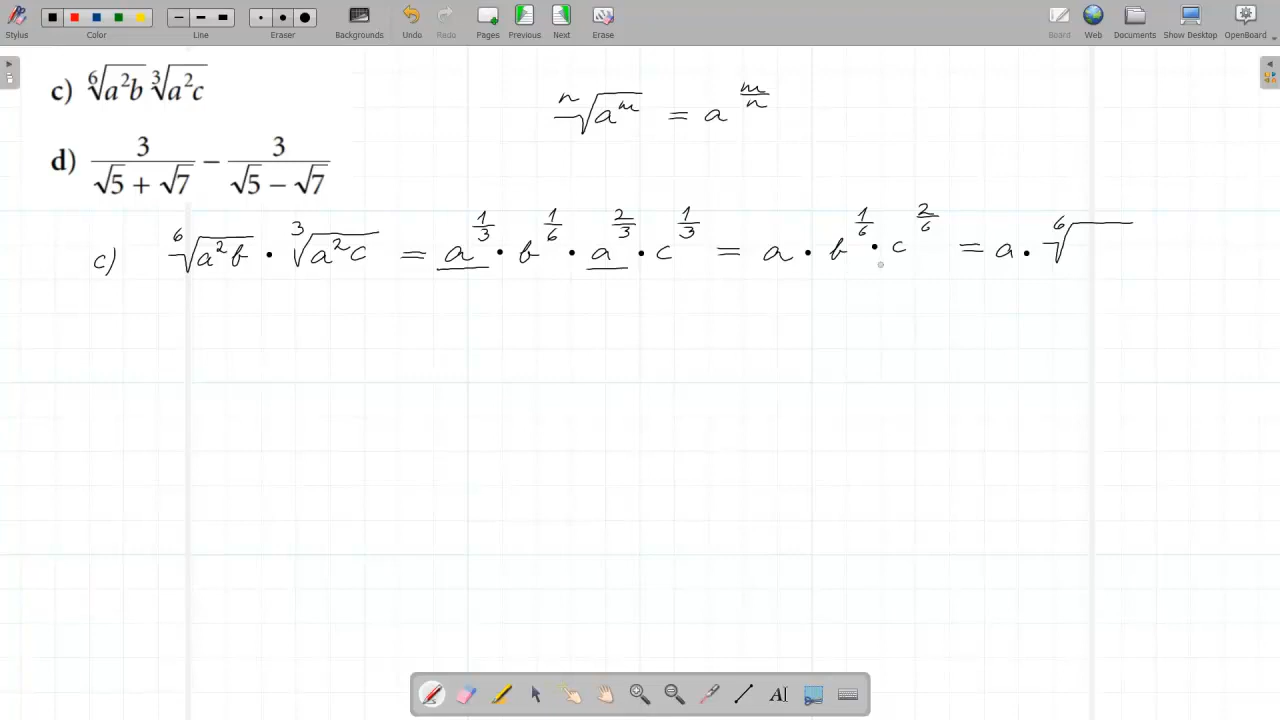 Stylus Color Line Eraser Backgrounds Undo Redo Pages Previous Next Erase Board Web Documents Show Desktop OpenBoard
c) ⁶√(a²b) ³√(a²c)
ⁿ√(aᵐ) = a^(m/n)
d) 3/(√5 + √7) − 3/(√5 − √7)
c) ⁶√(a²b) · ³√(a²c) = a^(1/3) · b^(1/6) · a^(2/3) · c^(1/3) = a · b^(1/6) · c^(2/6) = a · ⁶√